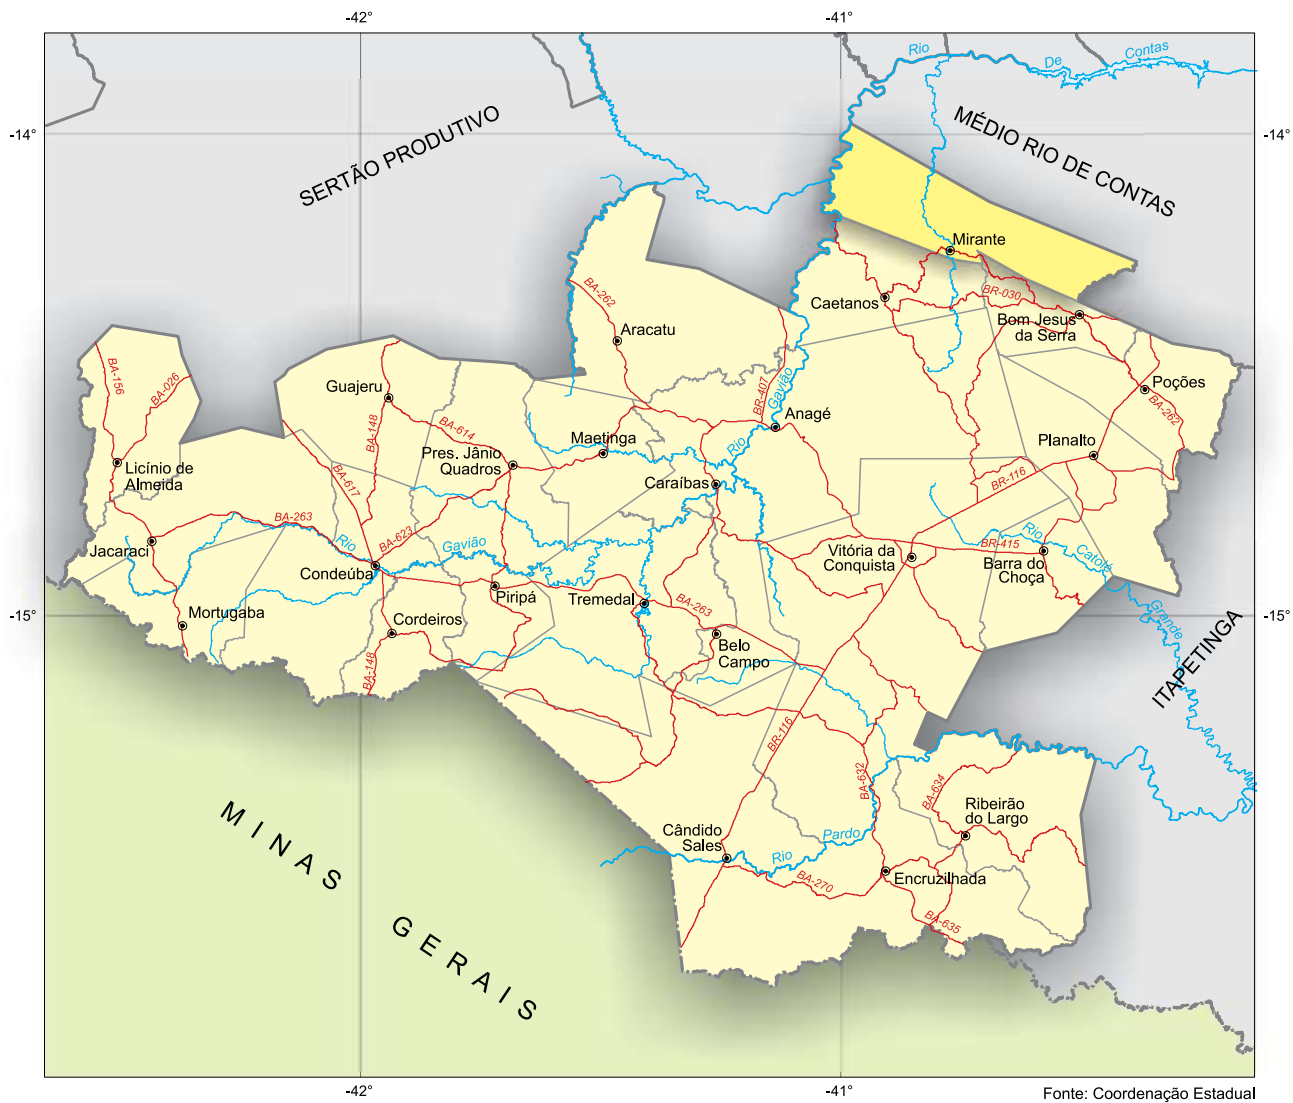 -42°
-41°
Rio
De
Contas
-14°
-14°
SERTÃO PRODUTIVO
MÉDIO RIO DE CONTAS
Mirante
BA-262
BR-030
Caetanos
Bom Jesus
da Serra
Aracatu
BA-156
BA-026
Guajeru
BA-148
BA-614
BR-407
Gavião
Rio
Poções
BA-262
Anagé
Maetinga
Planalto
Licínio de
Almeida
BA-617
Pres. Jânio
Quadros
Caraíbas
BR-116
BA-263
Rio
BA-623
Gavião
Jacaraci
Condeúba
Vitória da
Conquista
BR-415
Rio
Catolé
Grande
Barra do
Choça
Piripá
Tremedal
BA-263
-15°
-15°
Mortugaba
Cordeiros
BA-148
Belo
Campo
ITAPETINGA
BR-116
BA-632
BA-634
Ribeirão
do Largo
Cândido
Sales
Rio
Pardo
BA-270
Encruzilhada
BA-635
MINAS GERAIS
-42°
-41°
Fonte: Coordenação Estadual